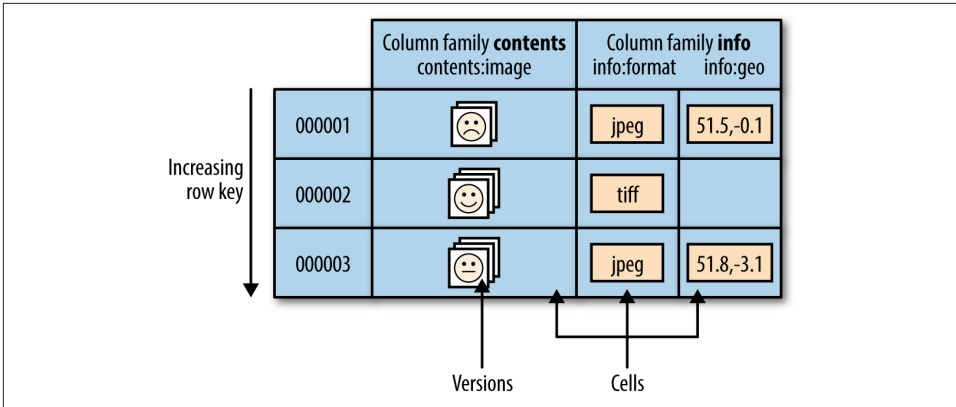 Column family contents
contents:image
Column family info
info:format info:geo
000001
jpeg
51.5,-0.1
Increasing
row key
000002
tiff
000003
jpeg
51.8,-3.1
Versions
Cells